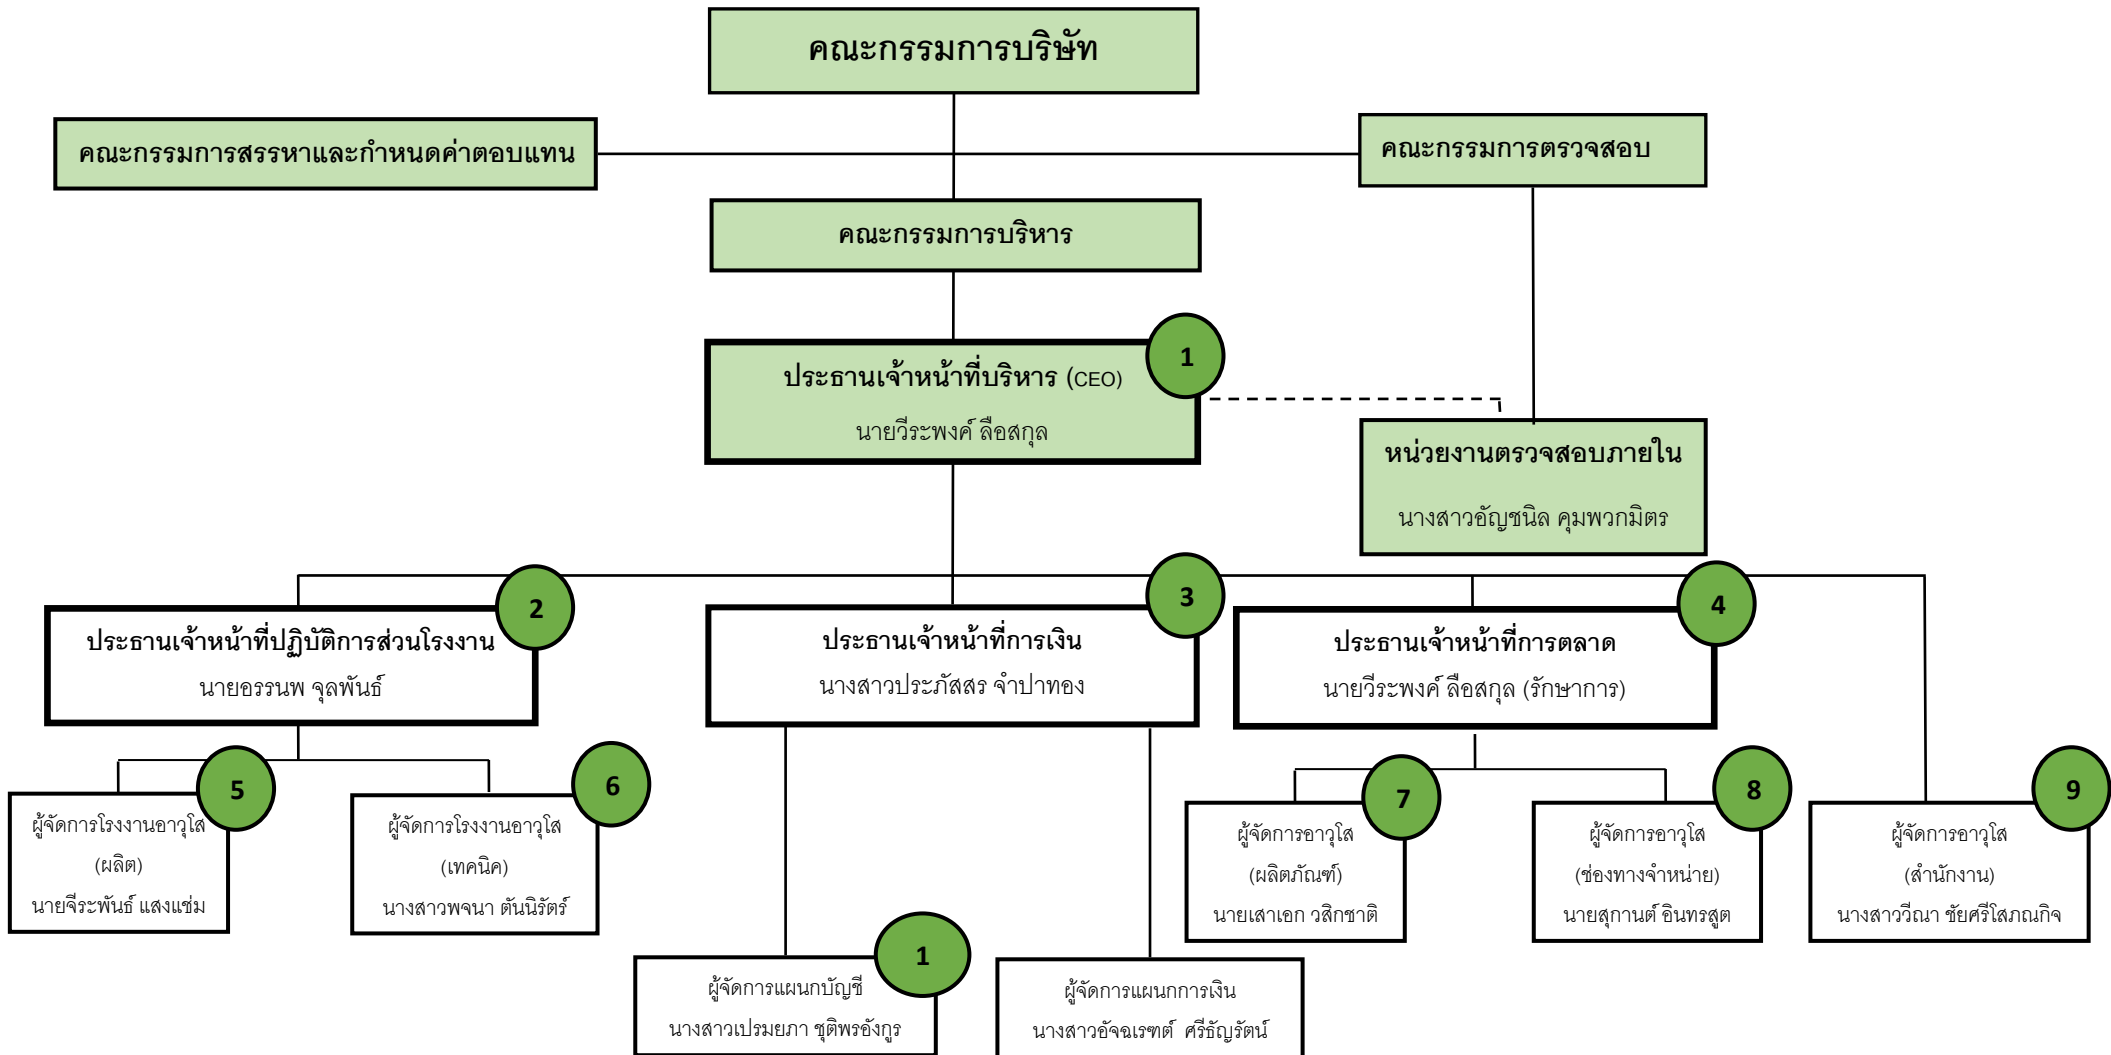 คณะกรรมการบริษัท
คณะกรรมการสรรหาและกำหนดค่าตอบแทน
คณะกรรมการตรวจสอบ
คณะกรรมการบริหาร
1
ประธานเจ้าหน้าที่บริหาร (CEO)
นายวีระพงค์ ลือสกุล
หน่วยงานตรวจสอบภายใน
นางสาวอัญชนิล คุมพวกมิตร
2
ประธานเจ้าหน้าที่ปฏิบัติการส่วนโรงงาน
นายอรรนพ จุลพันธ์
3
ประธานเจ้าหน้าที่การเงิน
นางสาวประภัสสร จำปาทอง
4
ประธานเจ้าหน้าที่การตลาด
นายวีระพงค์ ลือสกุล (รักษาการ)
5
ผู้จัดการโรงงานอาวุโส
(ผลิต)
นายจีระพันธ์ แสงแช่ม
6
ผู้จัดการโรงงานอาวุโส
(เทคนิค)
นางสาวพจนา ตันนิรัตร์
7
ผู้จัดการอาวุโส
(ผลิตภัณฑ์)
นายเสาเอก วสิกชาติ
8
ผู้จัดการอาวุโส
(ช่องทางจำหน่าย)
นายสุกานต์ อินทรสูต
9
ผู้จัดการอาวุโส
(สำนักงาน)
นางสาววีณา ชัยศรีโสภณกิจ
1
ผู้จัดการแผนกบัญชี
นางสาวเปรมยภา ชุติพรอังกูร
ผู้จัดการแผนกการเงิน
นางสาวอัจฉเรฑต์ ศรีธัญรัตน์